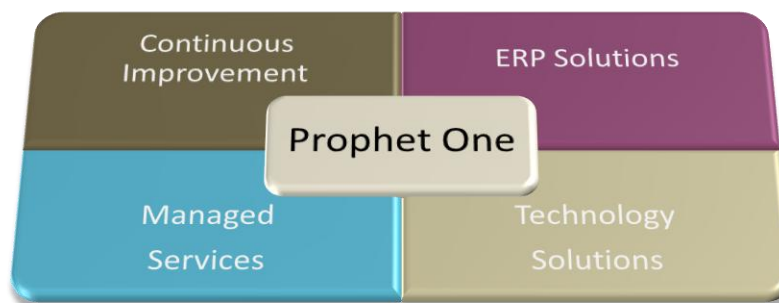 Continuous
Improvement
ERP Solutions
Prophet One
Managed
Services
Technology
Solutions